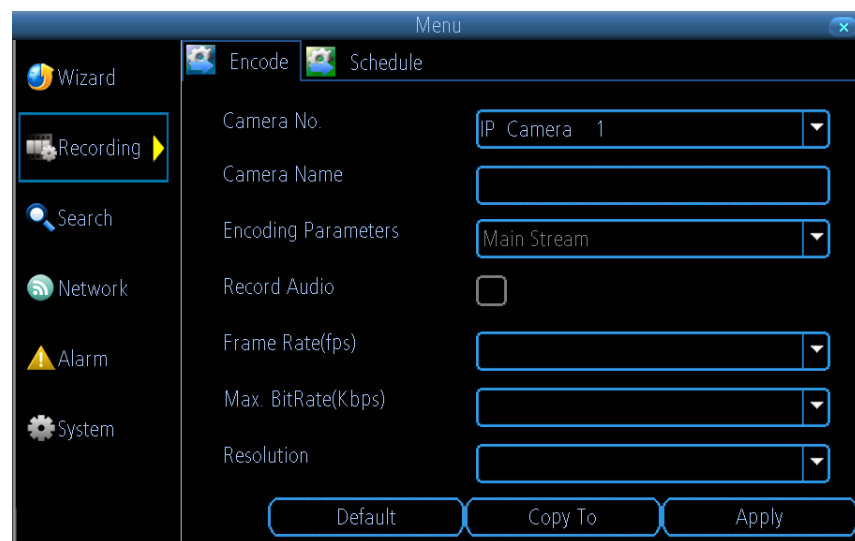 Menu
Wizard
Recording
Search
Network
Alarm
System
Encode
Schedule
Camera No.
IP Camera 1
Camera Name
Encoding Parameters
Main Stream
Record Audio
Frame Rate(fps)
Max. BitRate(Kbps)
Resolution
Default
Copy To
Apply